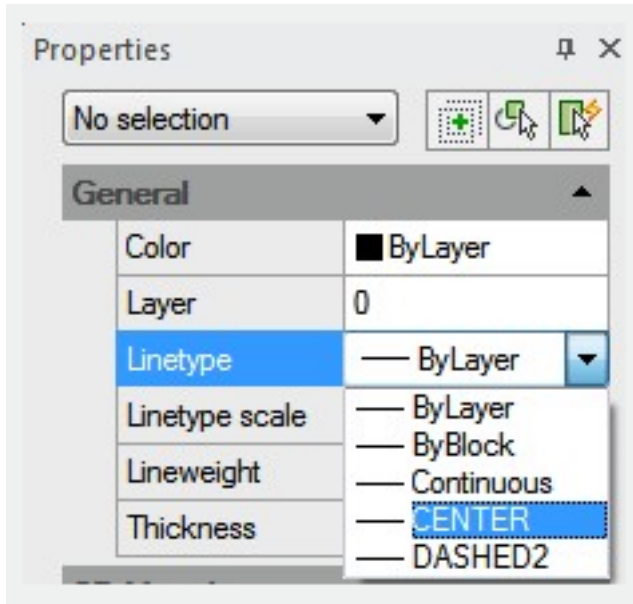 Properties
No selection
General
Color ByLayer
Layer 0
Linetype ByLayer
Linetype scale
Lineweight
Thickness
ByLayer
ByBlock
Continuous
CENTER
DASHED2